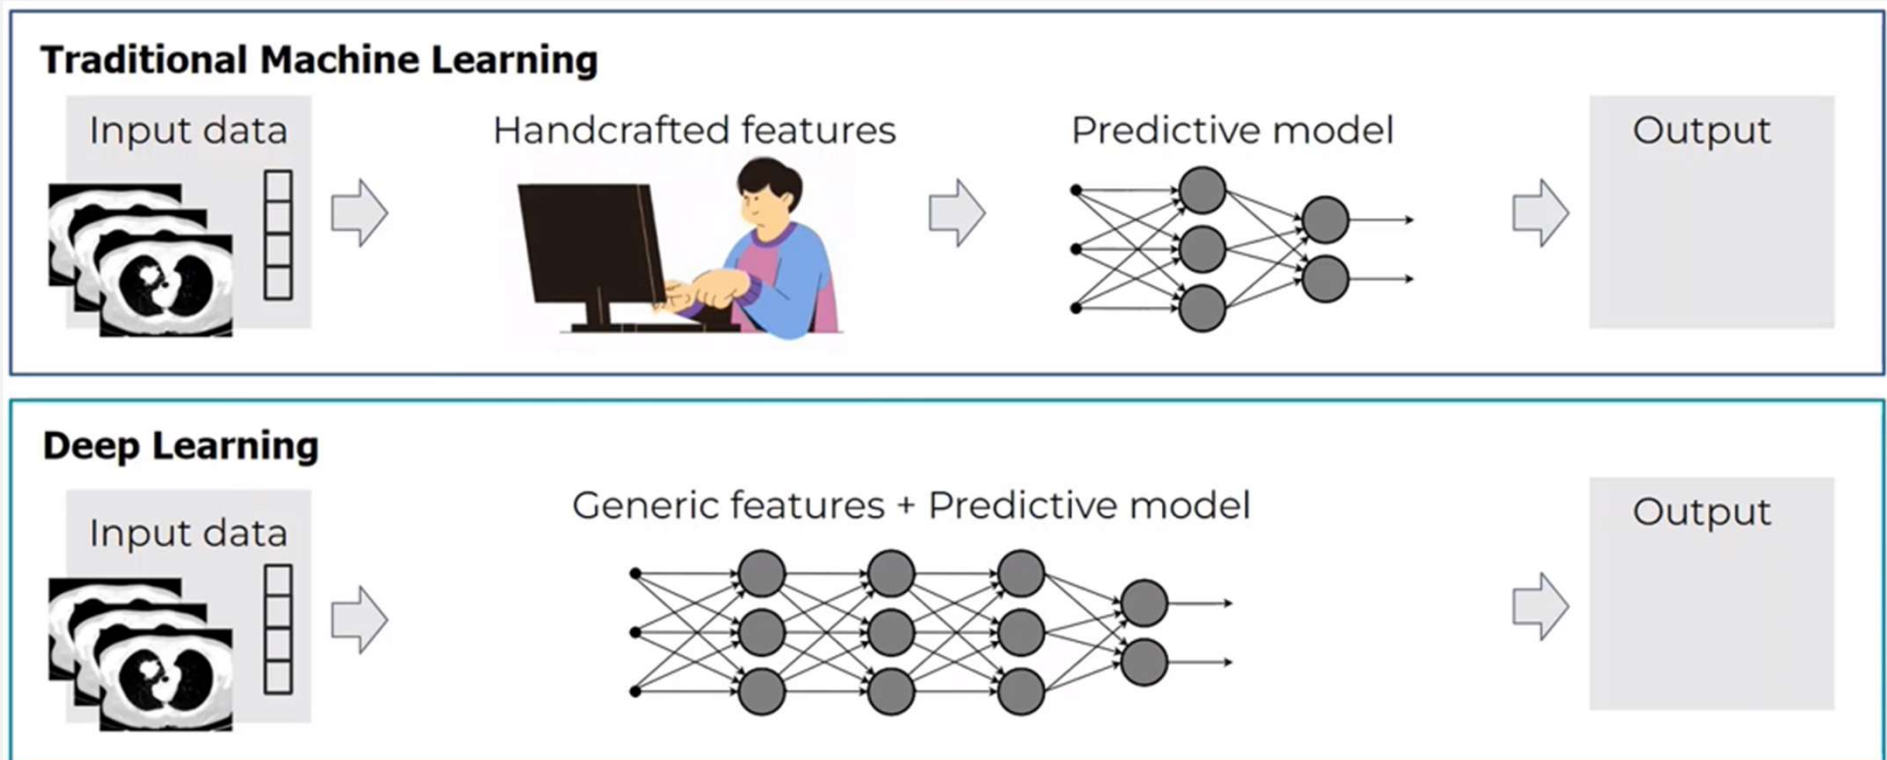 Traditional Machine Learning
Input data
Handcrafted features
Predictive model
Output
Deep Learning
Input data
Generic features + Predictive model
Output